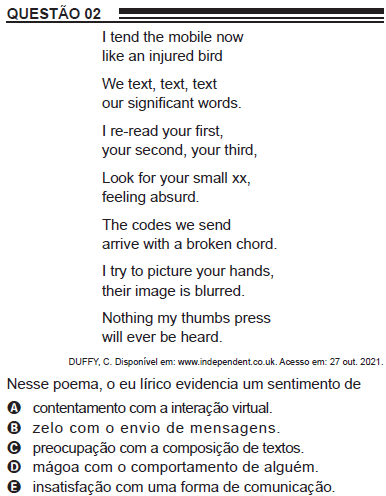 QUESTÃO 02
I tend the mobile now
like an injured bird
We text, text, text
our significant words.
I re-read your first,
your second, your third,
Look for your small xx,
feeling absurd.
The codes we send
arrive with a broken chord.
I try to picture your hands,
their image is blurred.
Nothing my thumbs press
will ever be heard.
DUFFY, C. Disponível em: www.independent.co.uk. Acesso em: 27 out. 2021.
Nesse poema, o eu lírico evidencia um sentimento de
A contentamento com a interação virtual.
B zelo com o envio de mensagens.
C preocupação com a composição de textos.
D mágoa com o comportamento de alguém.
E insatisfação com uma forma de comunicação.